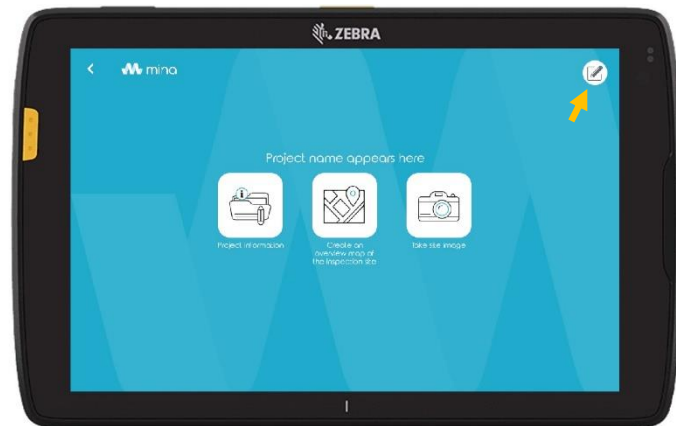 ZEBRA
mina
Project name appears here
Project information
Create an
overview map of
the inspection site
Take site image